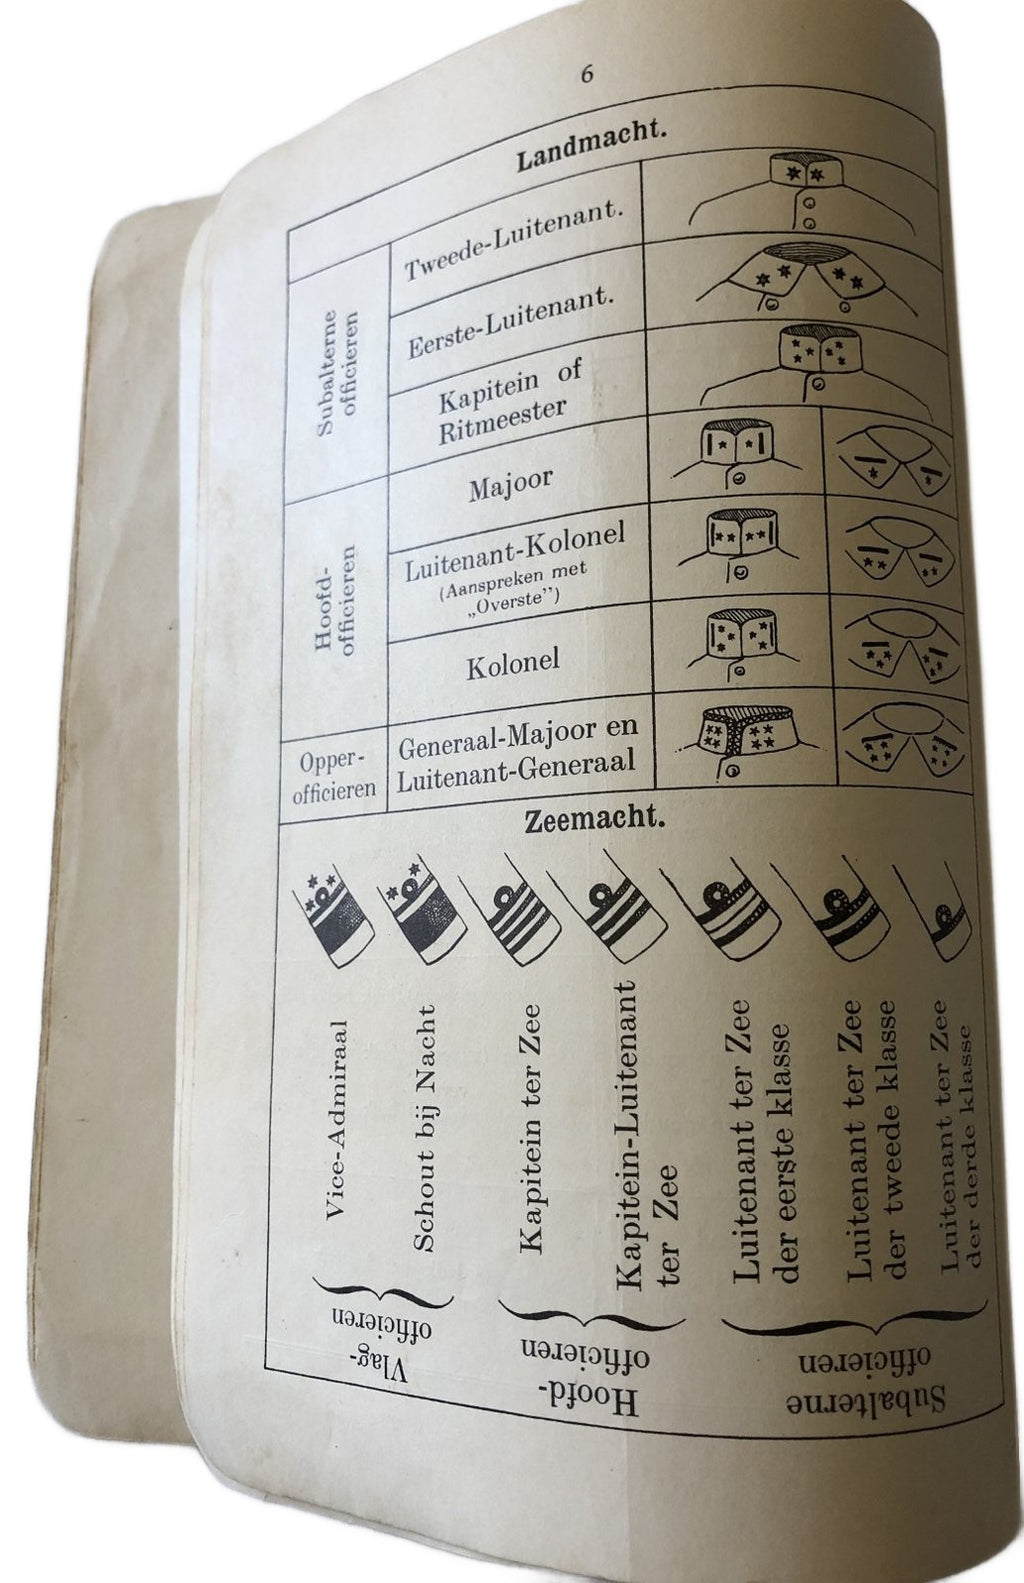 6
Landmacht.
Subalterne
officieren
Tweede-Luitenant.
Eerste-Luitenant.
Kapitein of
Ritmeester
Hoofd-
officieren
Majoor
Luitenant-Kolonel
(Aanspreken met
„Overste”)
Kolonel
Opper-
officieren
Generaal-Majoor en
Luitenant-Generaal
Zeemacht.
Vice-Admiraal
Schout bij Nacht
Kapitein ter Zee
Kapitein-Luitenant
ter Zee
Luitenant ter Zee
der eerste klasse
Luitenant ter Zee
der tweede klasse
Luitenant ter Zee
der derde klasse
Vlag-
officieren
Hoofd-
officieren
Subalterne
officieren